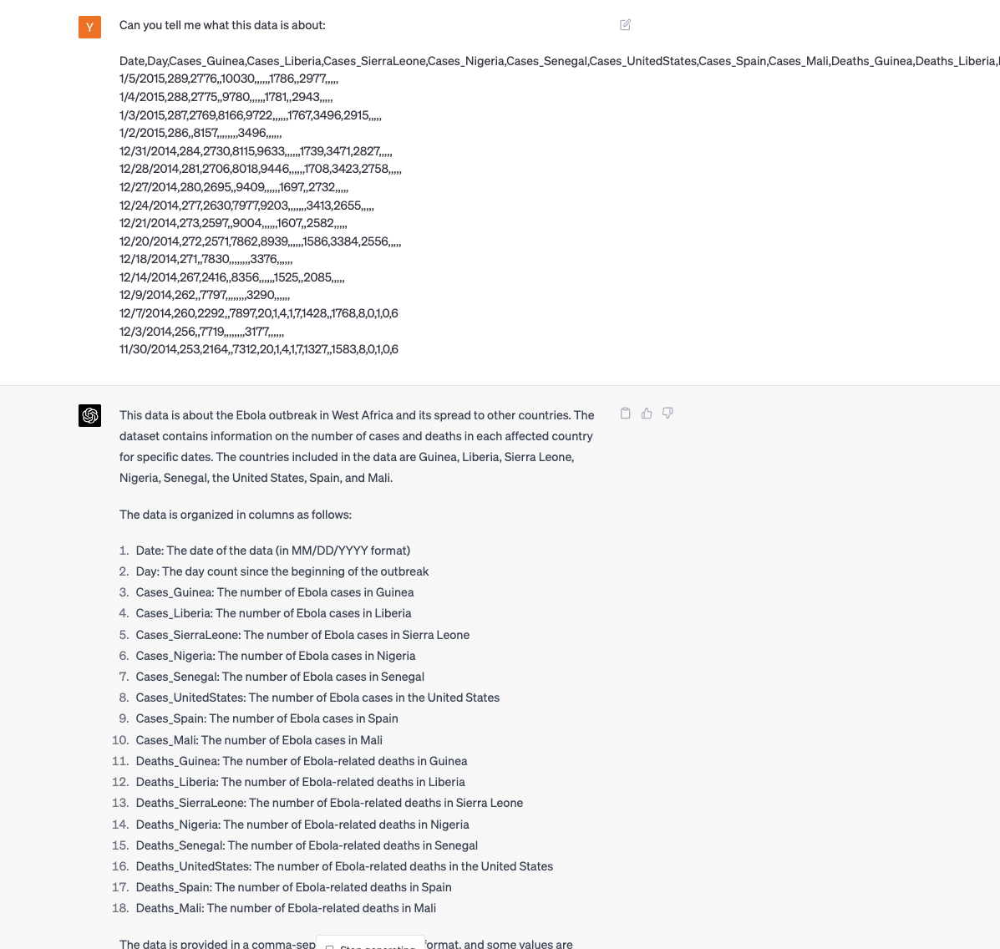 Y
Can you tell me what this data is about:
Date,Day,Cases_Guinea,Cases_Liberia,Cases_SierraLeone,Cases_Nigeria,Cases_Senegal,Cases_UnitedStates,Cases_Spain,Cases_Mali,Deaths_Guinea,Deaths_Liberia,
1/5/2015,289,2776,,10030,,,,,,1786,,2977,,,,,
1/4/2015,288,2775,,9780,,,,,,1781,,2943,,,,,
1/3/2015,287,2769,8166,9722,,,,,,1767,3496,2915,,,,,
1/2/2015,286,,8157,,,,,,,,3496,,,,,,
12/31/2014,284,2730,8115,9633,,,,,,1739,3471,2827,,,,,
12/28/2014,281,2706,8018,9446,,,,,,1708,3423,2758,,,,,
12/27/2014,280,2695,,9409,,,,,,1697,,2732,,,,,
12/24/2014,277,2630,7977,9203,,,,,,,3413,2655,,,,,
12/21/2014,273,2597,,9004,,,,,,1607,,2582,,,,,
12/20/2014,272,2571,7862,8939,,,,,,1586,3384,2556,,,,,
12/18/2014,271,,7830,,,,,,,,3376,,,,,,
12/14/2014,267,2416,,8356,,,,,,1525,,2085,,,,,
12/9/2014,262,,7797,,,,,,,,3290,,,,,,
12/7/2014,260,2292,,7897,20,1,4,1,7,1428,,1768,8,0,1,0,6
12/3/2014,256,,7719,,,,,,,,3177,,,,,,
11/30/2014,253,2164,,7312,20,1,4,1,7,1327,,1583,8,0,1,0,6
This data is about the Ebola outbreak in West Africa and its spread to other countries. The
dataset contains information on the number of cases and deaths in each affected country
for specific dates. The countries included in the data are Guinea, Liberia, Sierra Leone,
Nigeria, Senegal, the United States, Spain, and Mali.
The data is organized in columns as follows:
1. Date: The date of the data (in MM/DD/YYYY format)
2. Day: The day count since the beginning of the outbreak
3. Cases_Guinea: The number of Ebola cases in Guinea
4. Cases_Liberia: The number of Ebola cases in Liberia
5. Cases_SierraLeone: The number of Ebola cases in Sierra Leone
6. Cases_Nigeria: The number of Ebola cases in Nigeria
7. Cases_Senegal: The number of Ebola cases in Senegal
8. Cases_UnitedStates: The number of Ebola cases in the United States
9. Cases_Spain: The number of Ebola cases in Spain
10. Cases_Mali: The number of Ebola cases in Mali
11. Deaths_Guinea: The number of Ebola-related deaths in Guinea
12. Deaths_Liberia: The number of Ebola-related deaths in Liberia
13. Deaths_SierraLeone: The number of Ebola-related deaths in Sierra Leone
14. Deaths_Nigeria: The number of Ebola-related deaths in Nigeria
15. Deaths_Senegal: The number of Ebola-related deaths in Senegal
16. Deaths_UnitedStates: The number of Ebola-related deaths in the United States
17. Deaths_Spain: The number of Ebola-related deaths in Spain
18. Deaths_Mali: The number of Ebola-related deaths in Mali
The data is provided in a comma-sep ormat, and some values are
Stop generating